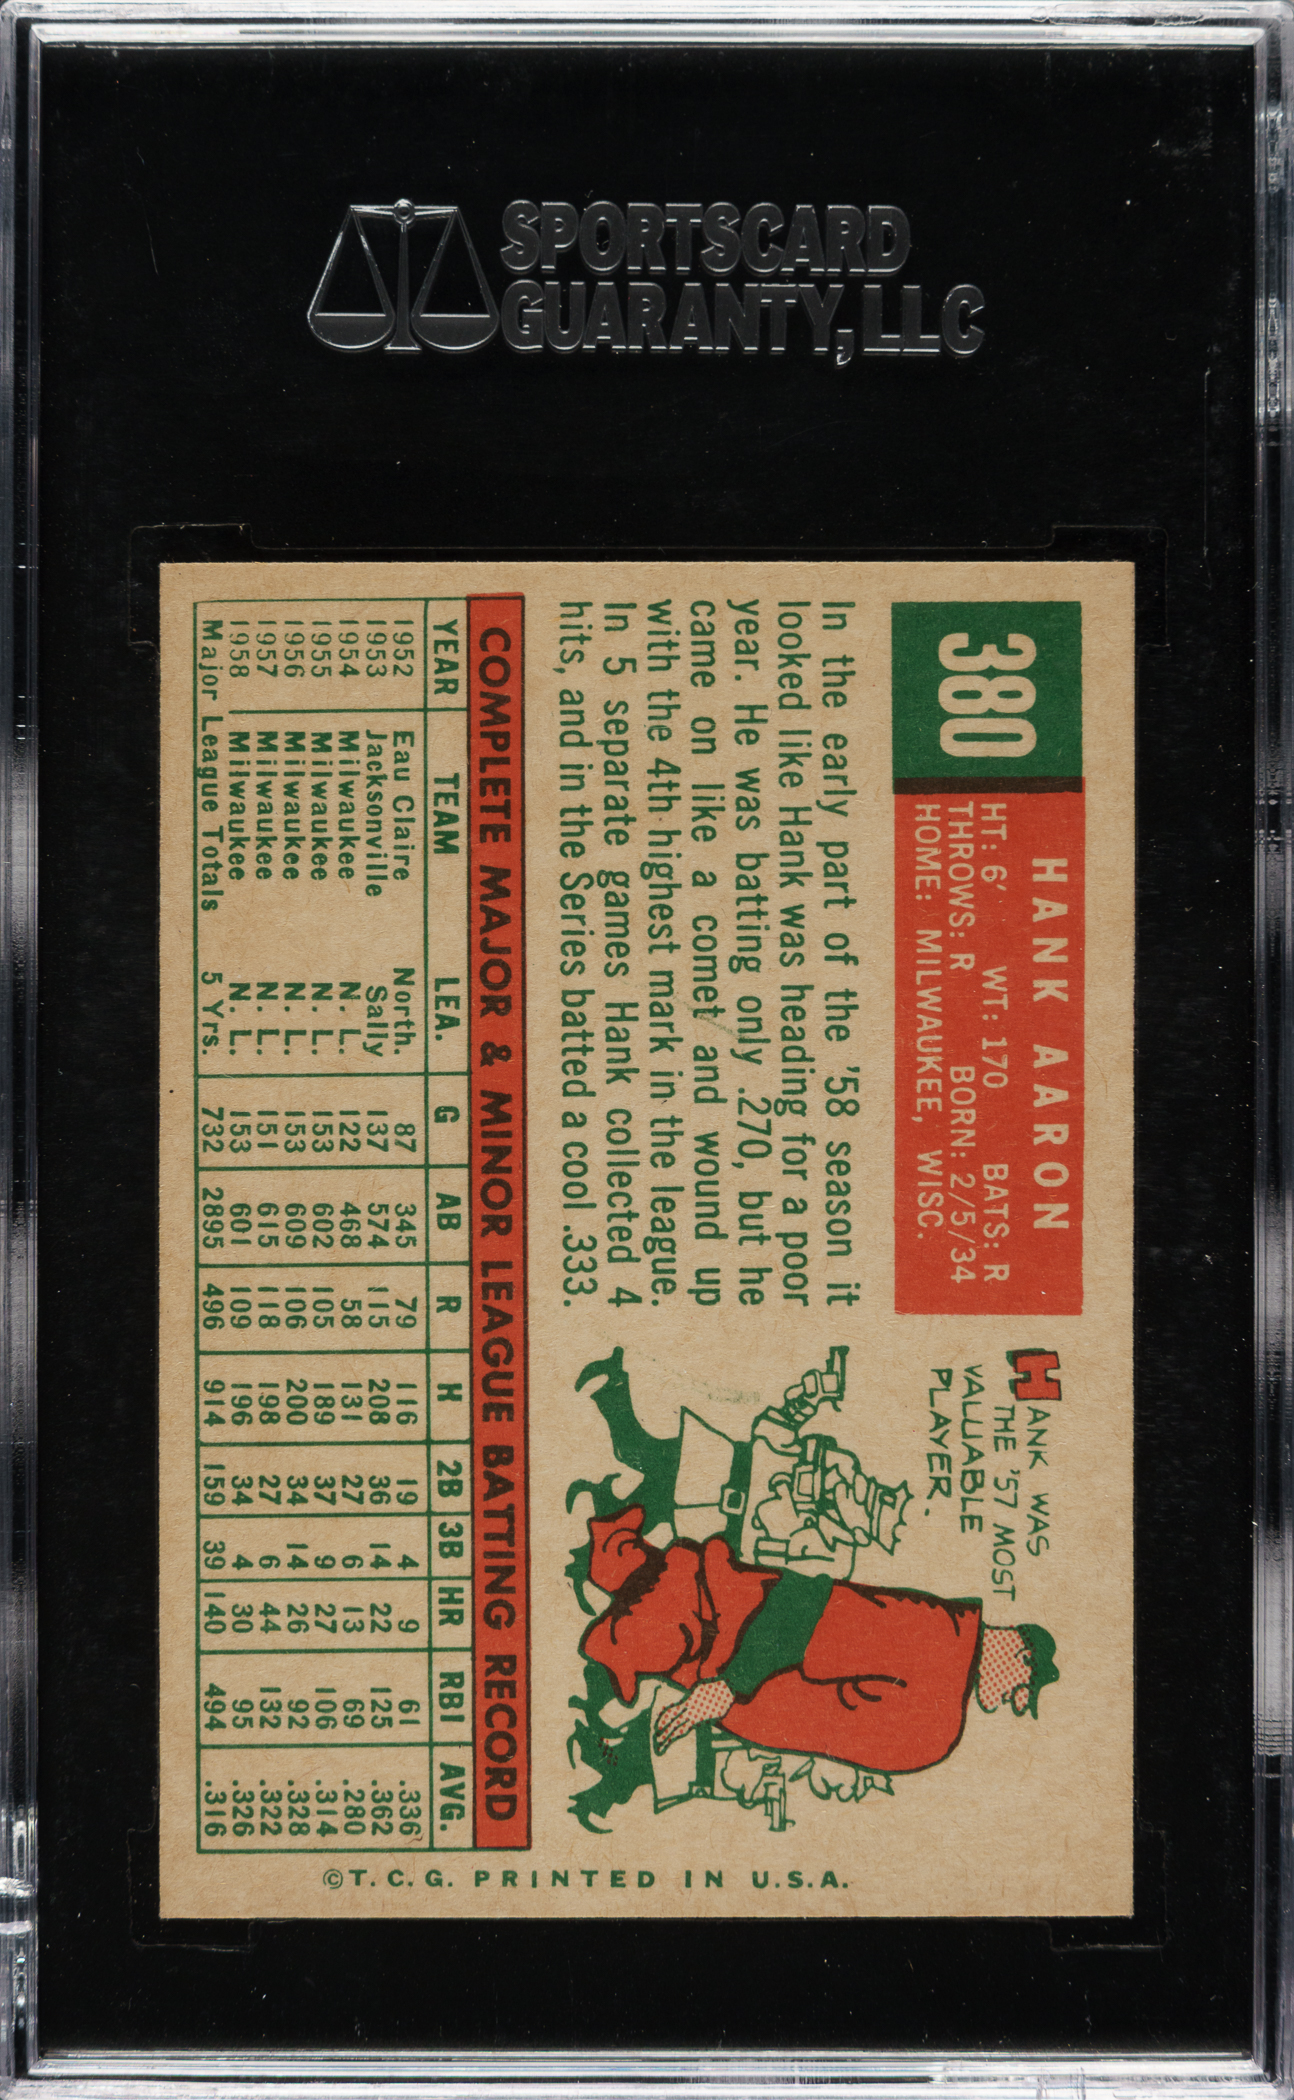 SPORTSCARD
GUARANTY, LLC
380
HANK AARON
HT: 6' WT: 170 BATS: R
THROWS: R BORN: 2/5/34
HOME: MILWAUKEE, WISC.
In the early part of the '58 season it
looked like Hank was heading for a poor
year. He was batting only .270, but he
came on like a comet and wound up
with the 4th highest mark in the league.
In 5 separate games Hank collected 4
hits, and in the Series batted a cool .333.
HANK WAS
THE '57 MOST
VALUABLE
PLAYER.
COMPLETE MAJOR & MINOR LEAGUE BATTING RECORD
YEAR TEAM LEA. G AB R H 2B 3B HR RBI AVG.
1952 Eau Claire North. 87 345 79 116 19 4 9 61 .336
1953 Jacksonville Sally 137 574 115 208 36 14 22 125 .362
1954 Milwaukee N. L. 122 468 58 131 27 6 13 69 .280
1955 Milwaukee N. L. 153 602 105 189 37 9 27 106 .314
1956 Milwaukee N. L. 153 609 106 200 34 14 26 92 .328
1957 Milwaukee N. L. 151 615 118 198 27 6 44 132 .322
1958 Milwaukee N. L. 153 601 109 196 34 4 30 95 .326
Major League Totals 5 Yrs. 732 2895 496 914 159 39 140 494 .316
©T. C. G. PRINTED IN U.S.A.